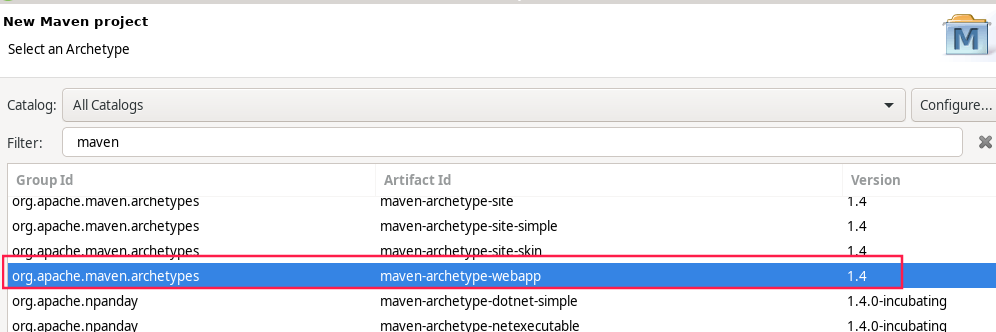 New Maven project
Select an Archetype
M
Catalog: All Catalogs Configure...
Filter: maven
Group Id Artifact Id Version
org.apache.maven.archetypes maven-archetype-site 1.4
org.apache.maven.archetypes maven-archetype-site-simple 1.4
org.apache.maven.archetypes maven-archetype-site-skin 1.4
org.apache.maven.archetypes maven-archetype-webapp 1.4
org.apache.npanday maven-archetype-dotnet-simple 1.4.0-incubating
org.apache.npanday maven-archetype-netexecutable 1.4.0-incubating